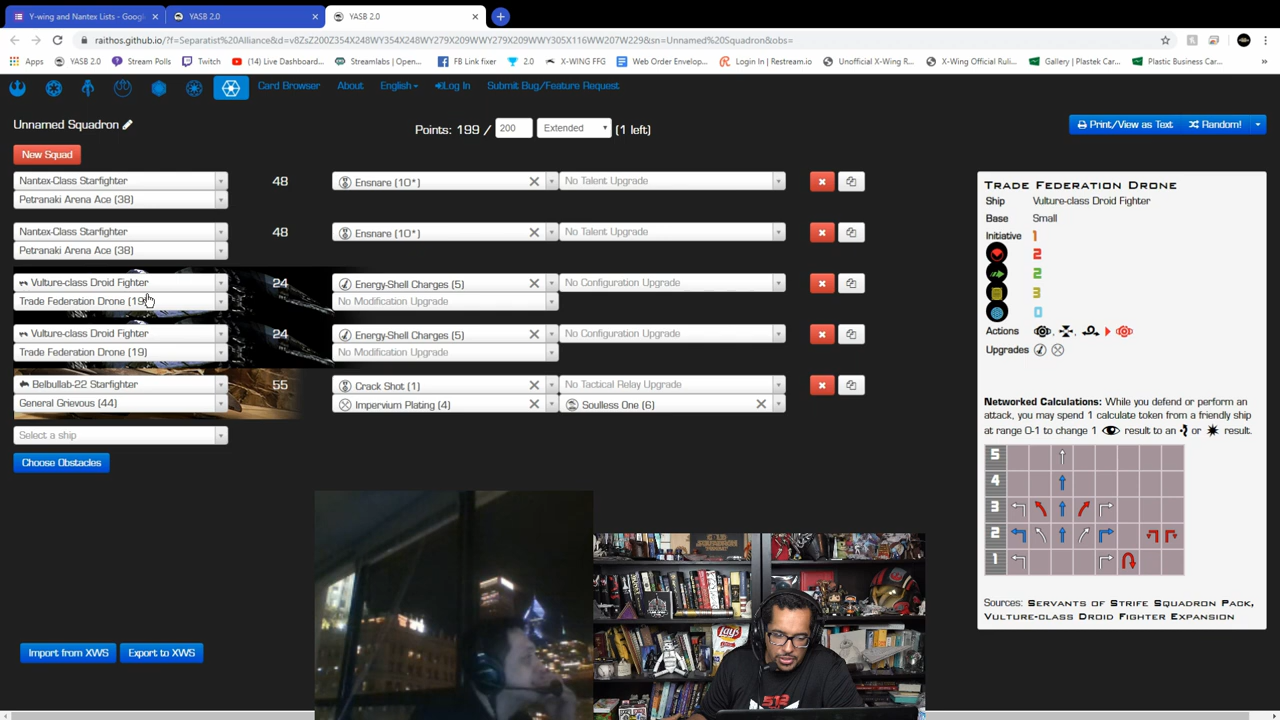 Y-wing and Nantex Lists - Goog
YASB 2.0
YASB 2.0
raithos.github.io/?f=Separatist%20Alliance&d=v8ZsZ200Z354X248WY354X248WY279X209WWY279X209WWY305X116WW207W229&sn=Unnamed%20Squadron&obs=
Apps
YASB 2.0
Stream Polls
Twitch
(14) Live Dashboard...
Streamlabs | Open...
FB Link fixer
2.0
X-WING FFG
Web Order Envelop...
Log In | Restream.io
Unofficial X-Wing R...
X-Wing Official Ruli...
Gallery | Plastek Car...
Plastic Business Car...
Card Browser
About
English
Log In
Submit Bug/Feature Request
Unnamed Squadron
Points: 199 / 200 Extended (1 left)
Print/View as Text
Random!
New Squad
Nantex-Class Starfighter
48
Ensnare (10*)
No Talent Upgrade
Petranaki Arena Ace (38)
Nantex-Class Starfighter
48
Ensnare (10*)
No Talent Upgrade
Petranaki Arena Ace (38)
Vulture-class Droid Fighter
24
Energy-Shell Charges (5)
No Configuration Upgrade
Trade Federation Drone (19)
No Modification Upgrade
Vulture-class Droid Fighter
24
Energy-Shell Charges (5)
No Configuration Upgrade
Trade Federation Drone (19)
No Modification Upgrade
Belbullab-22 Starfighter
55
Crack Shot (1)
No Tactical Relay Upgrade
General Grievous (44)
Impervium Plating (4)
Soulless One (6)
Select a ship
Choose Obstacles
Import from XWS
Export to XWS
Trade Federation Drone
Ship Vulture-class Droid Fighter
Base Small
Initiative 1
2
2
3
0
Actions
Upgrades
Networked Calculations: While you defend or perform an
attack, you may spend 1 calculate token from a friendly ship
at range 0-1 to change 1 result to an or result.
5
4
3
2
1
Sources: Servants of Strife Squadron Pack,
Vulture-class Droid Fighter Expansion
Lay's
512